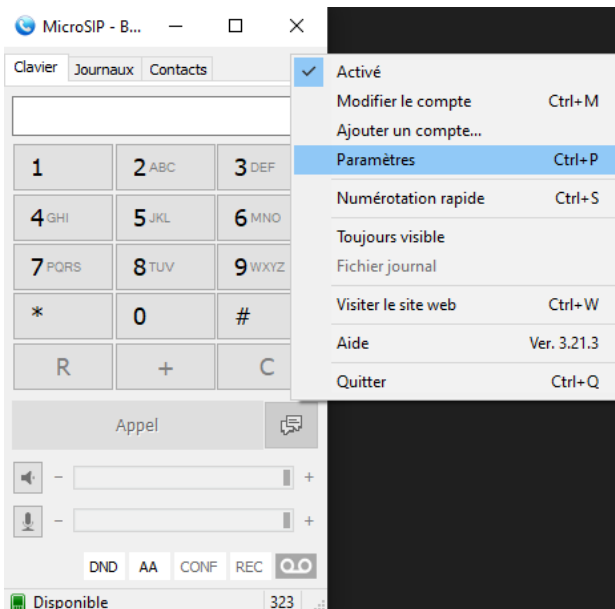 MicroSIP - B...
Clavier Journaux Contacts
Activé
Modifier le compte Ctrl+M
Ajouter un compte...
Paramètres Ctrl+P
Numérotation rapide Ctrl+S
Toujours visible
Fichier journal
Visiter le site web Ctrl+W
Aide Ver. 3.21.3
Quitter Ctrl+Q
1 2 ABC 3 DEF
4 GHI 5 JKL 6 MNO
7 PQRS 8 TUV 9 WXYZ
* 0 #
R + C
Appel
- +
- +
DND AA CONF REC
Disponible 323